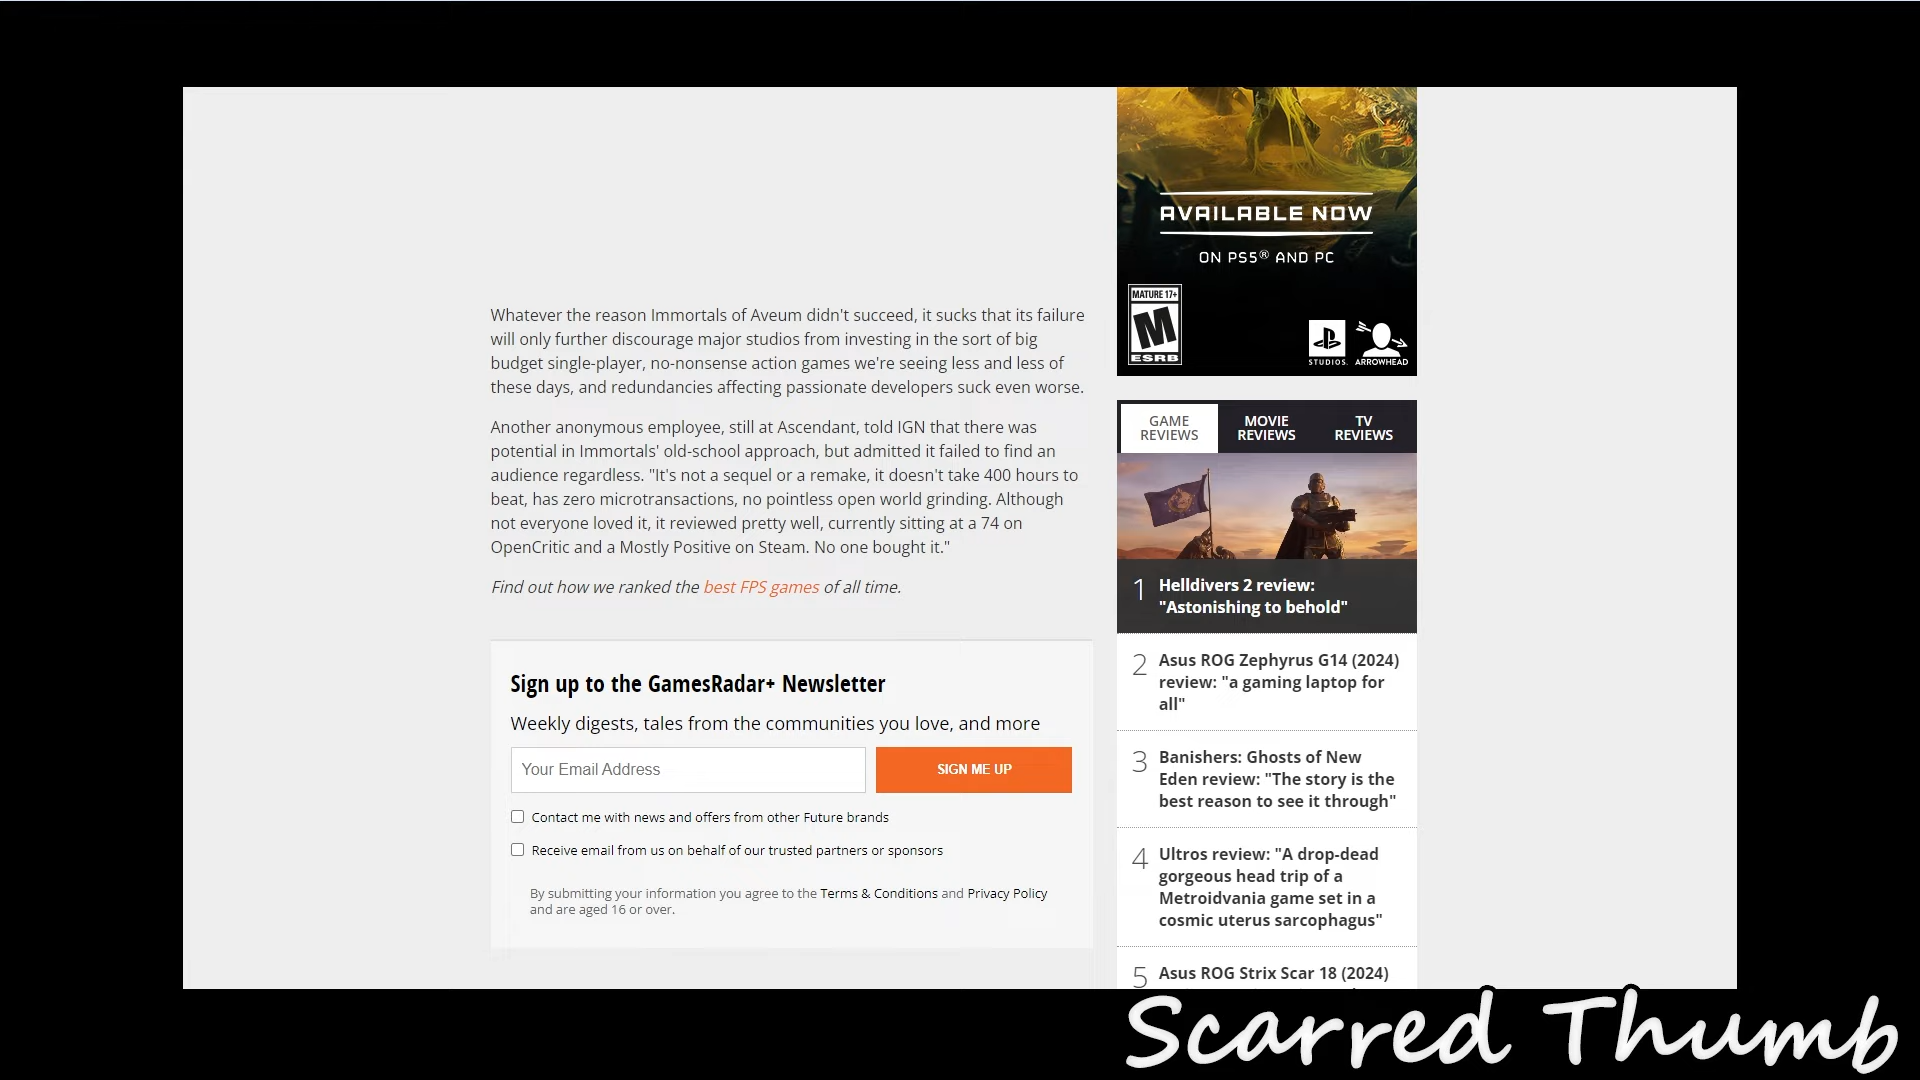 AVAILABLE NOW
ON PS5® AND PC
MATURE 17+
M
ESRB
STUDIOS.
ARROWHEAD
Whatever the reason Immortals of Aveum didn't succeed, it sucks that its failure
will only further discourage major studios from investing in the sort of big
budget single-player, no-nonsense action games we're seeing less and less of
these days, and redundancies affecting passionate developers suck even worse.
Another anonymous employee, still at Ascendant, told IGN that there was
potential in Immortals' old-school approach, but admitted it failed to find an
audience regardless. "It's not a sequel or a remake, it doesn't take 400 hours to
beat, has zero microtransactions, no pointless open world grinding. Although
not everyone loved it, it reviewed pretty well, currently sitting at a 74 on
OpenCritic and a Mostly Positive on Steam. No one bought it."
Find out how we ranked the best FPS games of all time.
Sign up to the GamesRadar+ Newsletter
Weekly digests, tales from the communities you love, and more
Your Email Address
SIGN ME UP
Contact me with news and offers from other Future brands
Receive email from us on behalf of our trusted partners or sponsors
By submitting your information you agree to the Terms & Conditions and Privacy Policy
and are aged 16 or over.
GAME
REVIEWS
MOVIE
REVIEWS
TV
REVIEWS
1 Helldivers 2 review:
"Astonishing to behold"
2 Asus ROG Zephyrus G14 (2024)
review: "a gaming laptop for
all"
3 Banishers: Ghosts of New
Eden review: "The story is the
best reason to see it through"
4 Ultros review: "A drop-dead
gorgeous head trip of a
Metroidvania game set in a
cosmic uterus sarcophagus"
5 Asus ROG Strix Scar 18 (2024)
Scarred Thumb